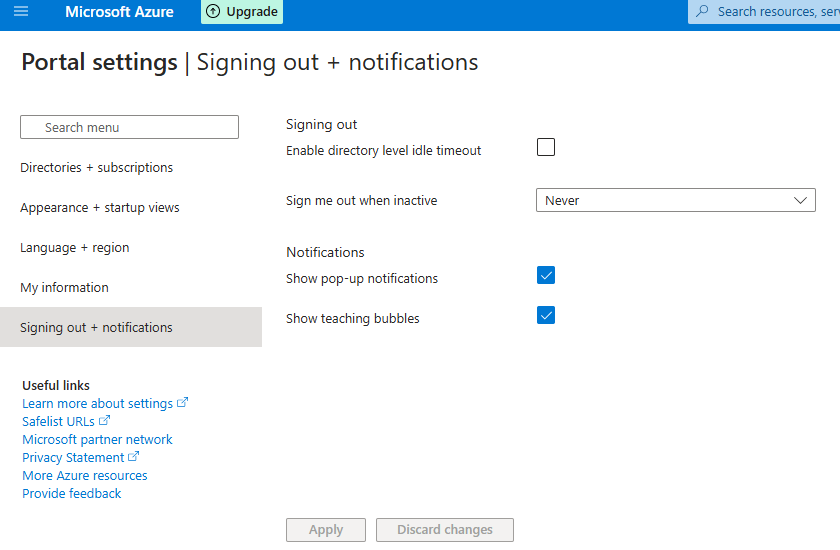 Microsoft Azure
Upgrade
Search resources, ser
Portal settings | Signing out + notifications
Search menu
Directories + subscriptions
Appearance + startup views
Language + region
My information
Signing out + notifications
Useful links
Learn more about settings
Safelist URLs
Microsoft partner network
Privacy Statement
More Azure resources
Provide feedback
Signing out
Enable directory level idle timeout
Sign me out when inactive
Never
Notifications
Show pop-up notifications
Show teaching bubbles
Apply
Discard changes